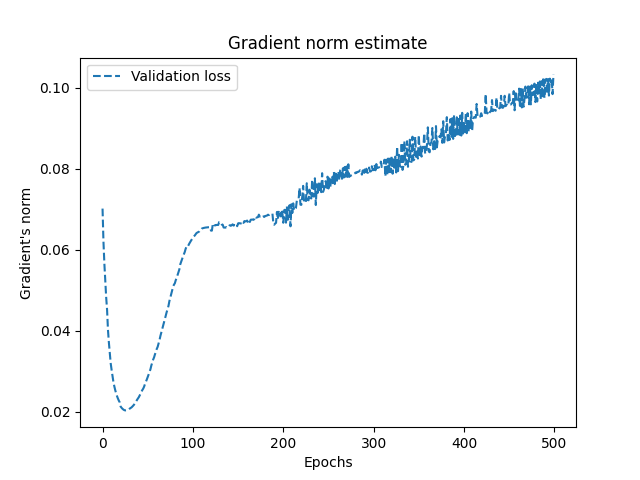 Gradient norm estimate
Validation loss
0.10
0.08
0.06
0.04
0.02
Gradient's norm
0 100 200 300 400 500
Epochs